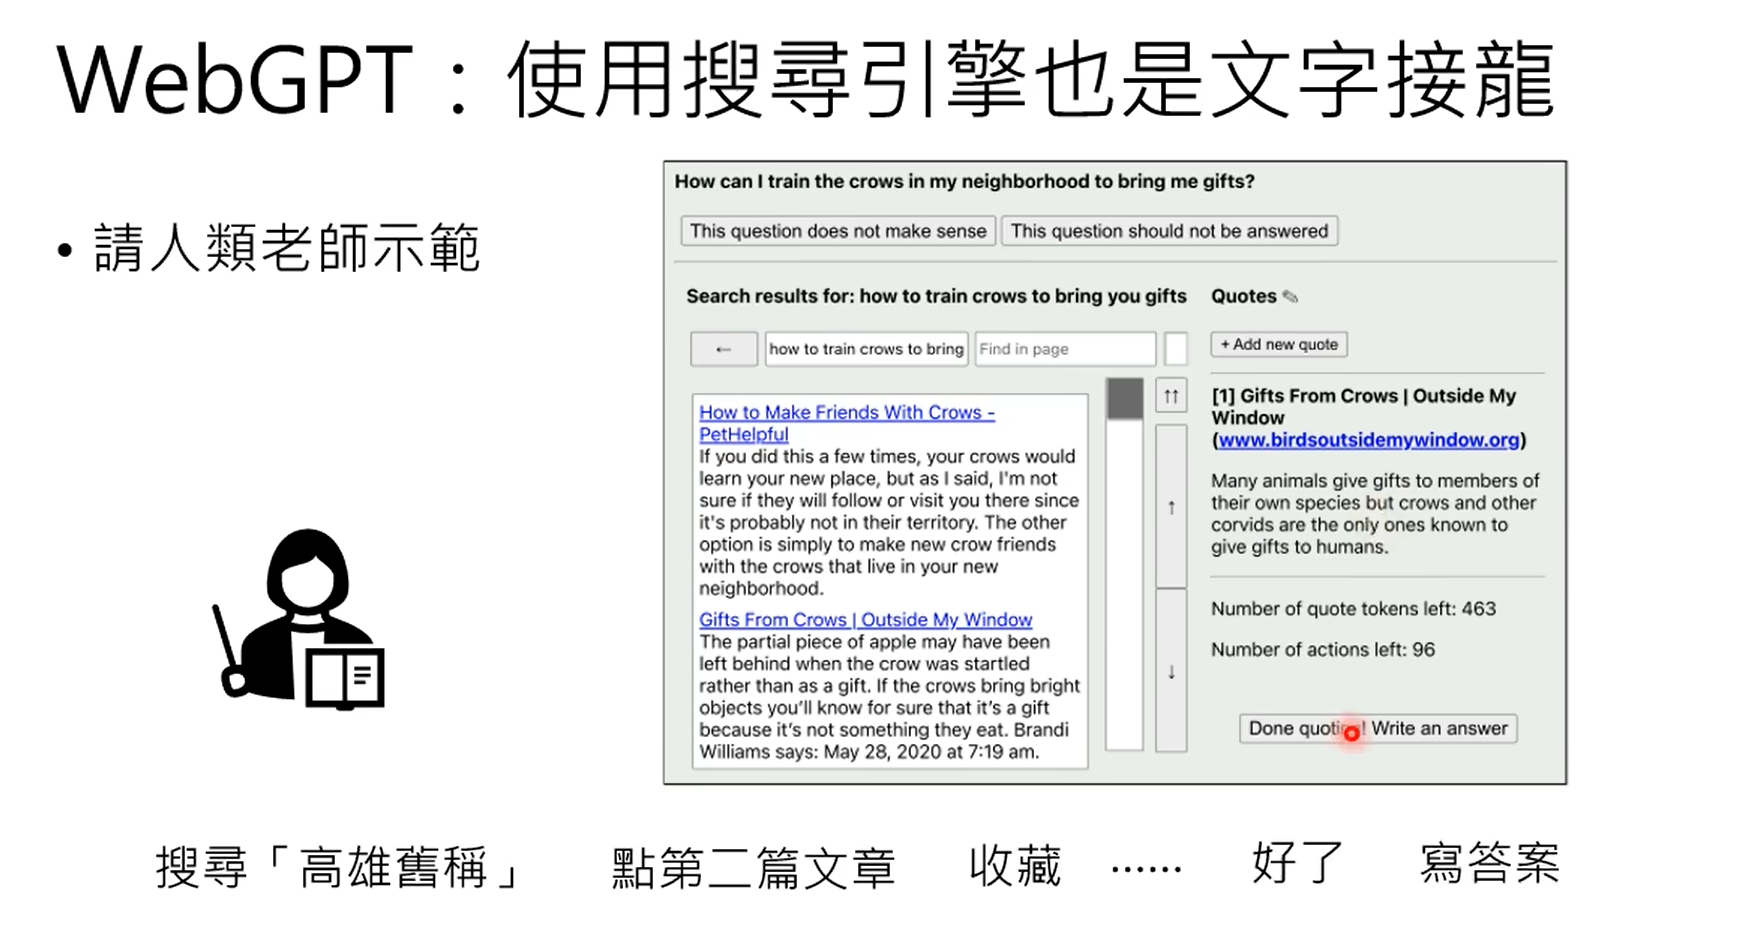 WebGPT：使用搜尋引擎也是文字接龍
• 請人類老師示範
How can I train the crows in my neighborhood to bring me gifts?
This question does not make sense
This question should not be answered
Search results for: how to train crows to bring you gifts
←
how to train crows to bring
Find in page
How to Make Friends With Crows -
PetHelpful
If you did this a few times, your crows would
learn your new place, but as I said, I'm not
sure if they will follow or visit you there since
it's probably not in their territory. The other
option is simply to make new crow friends
with the crows that live in your new
neighborhood.
Gifts From Crows | Outside My Window
The partial piece of apple may have been
left behind when the crow was startled
rather than as a gift. If the crows bring bright
objects you'll know for sure that it's a gift
because it's not something they eat. Brandi
Williams says: May 28, 2020 at 7:19 am.
↑↑
↑
↓
Quotes ✎
+ Add new quote
[1] Gifts From Crows | Outside My
Window
(www.birdsoutsidemywindow.org)
Many animals give gifts to members of
their own species but crows and other
corvids are the only ones known to
give gifts to humans.
Number of quote tokens left: 463
Number of actions left: 96
Done quoting! Write an answer
搜尋「高雄舊稱」 點第二篇文章 收藏 …… 好了 寫答案